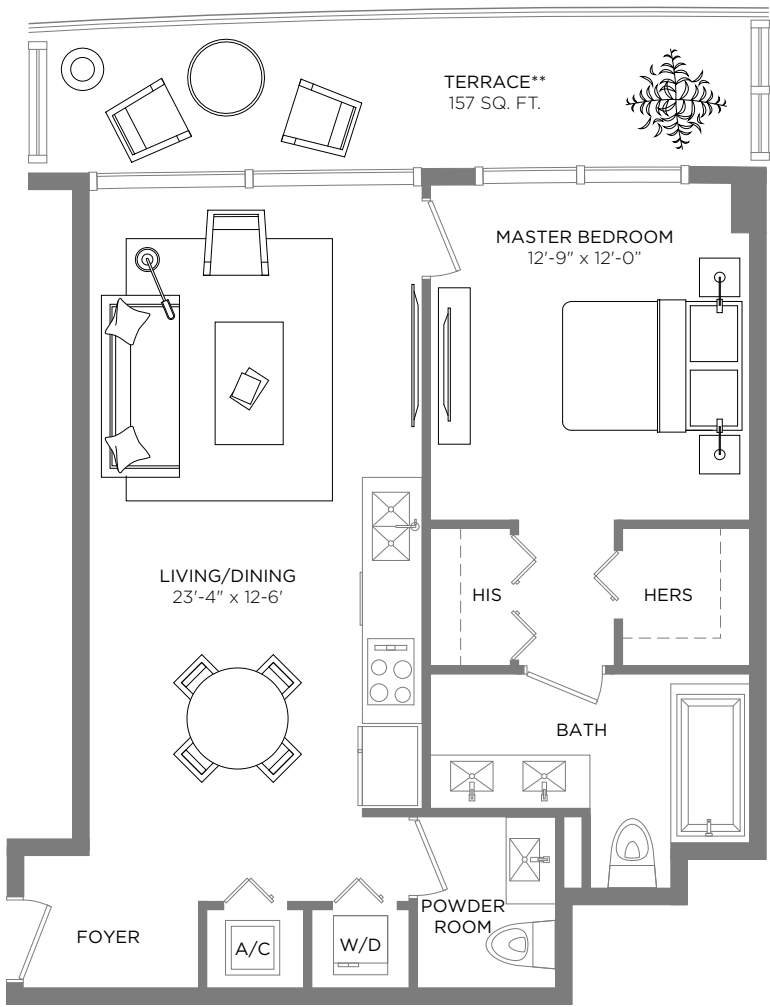 TERRACE**
157 SQ. FT.
MASTER BEDROOM
12'-9" x 12'-0”
LIVING/DINING
23'-4" x 12-6'
HIS
HERS
BATH
POWDER
ROOM
FOYER
A/C
W/D